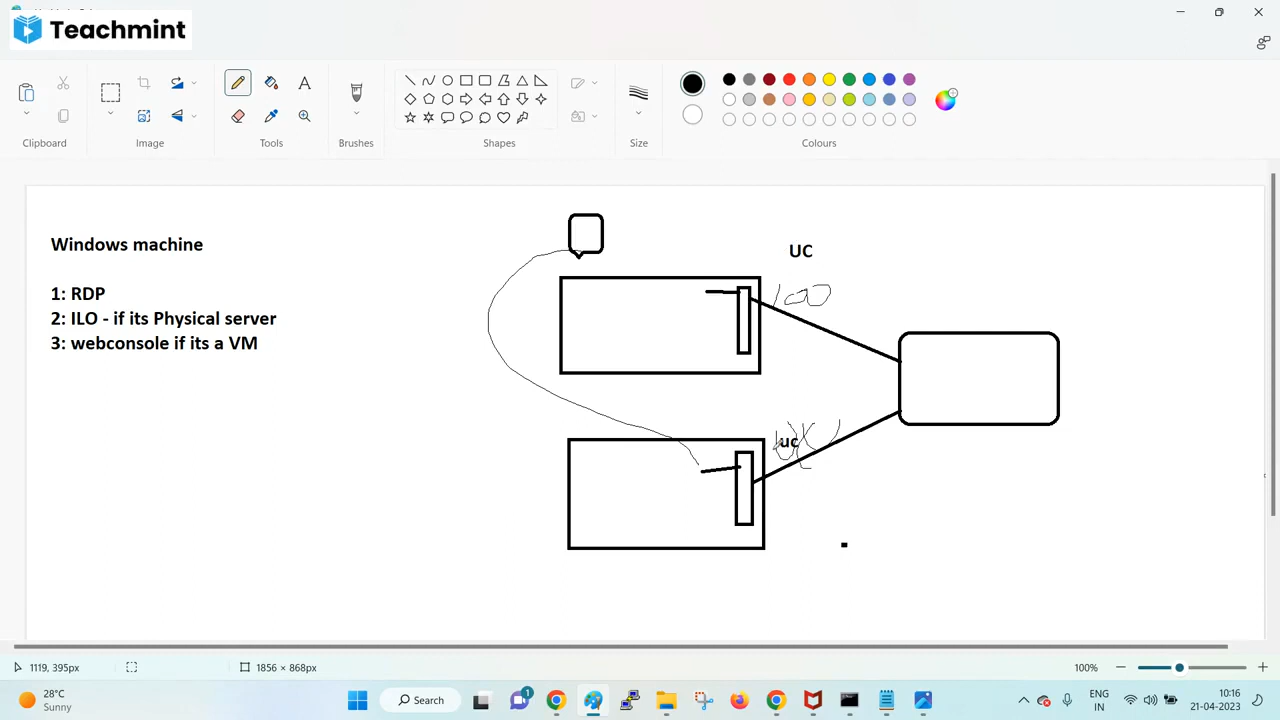 Teachmint
Clipboard
Image
Tools
Brushes
Shapes
Size
Colours
Windows machine
1: RDP
2: ILO - if its Physical server
3: webconsole if its a VM
UC
100
uc
1119, 395px
1856 × 868px
100%
28°C
Sunny
Search
1
ENG
IN
10:16
21-04-2023